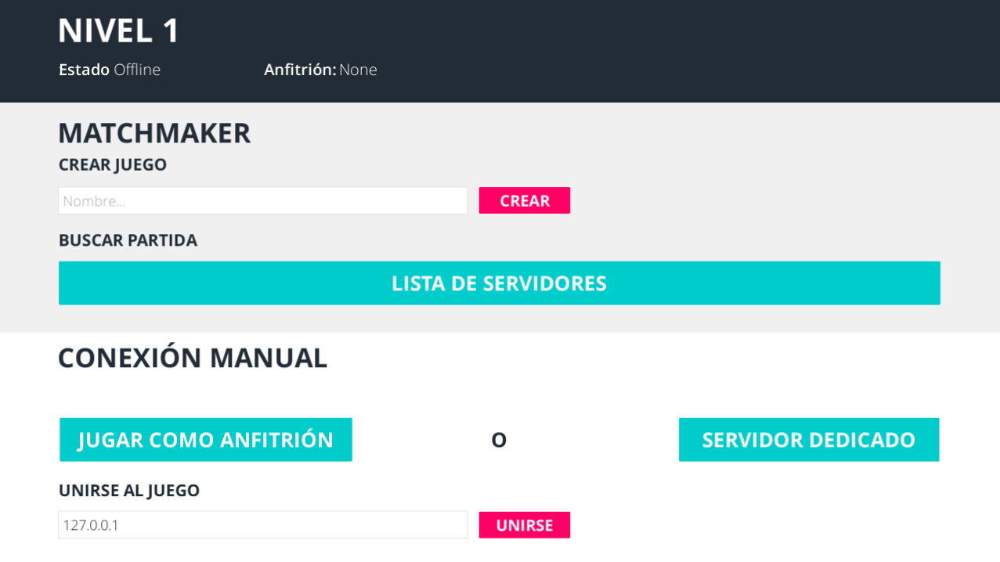 NIVEL 1
Estado Offline
Anfitrión: None
MATCHMAKER
CREAR JUEGO
Nombre...
CREAR
BUSCAR PARTIDA
LISTA DE SERVIDORES
CONEXIÓN MANUAL
JUGAR COMO ANFITRIÓN
O
SERVIDOR DEDICADO
UNIRSE AL JUEGO
127.0.0.1
UNIRSE